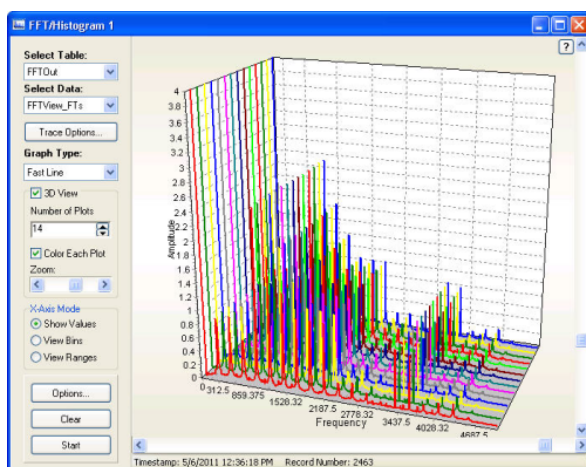 FFT/Histogram 1
?
Select Table:
FFTOut
Select Data:
FFTView_FTs
Trace Options...
Graph Type:
Fast Line
3D View
Number of Plots
14
Color Each Plot
Zoom:
X-Axis Mode
Show Values
View Bins
View Ranges
Options...
Clear
Start
4
3.8
3.6
3.4
3.2
3
2.8
2.6
2.4
2.2
2
1.8
1.6
1.4
1.2
1
0.8
0.6
0.4
0.2
0
Amplitude
0
312.5
859.375
1528.32
2187.5
2778.32
3437.5
4028.32
4687.5
Frequency
Timestamp: 5/6/2011 12:36:18 PM Record Number: 2463